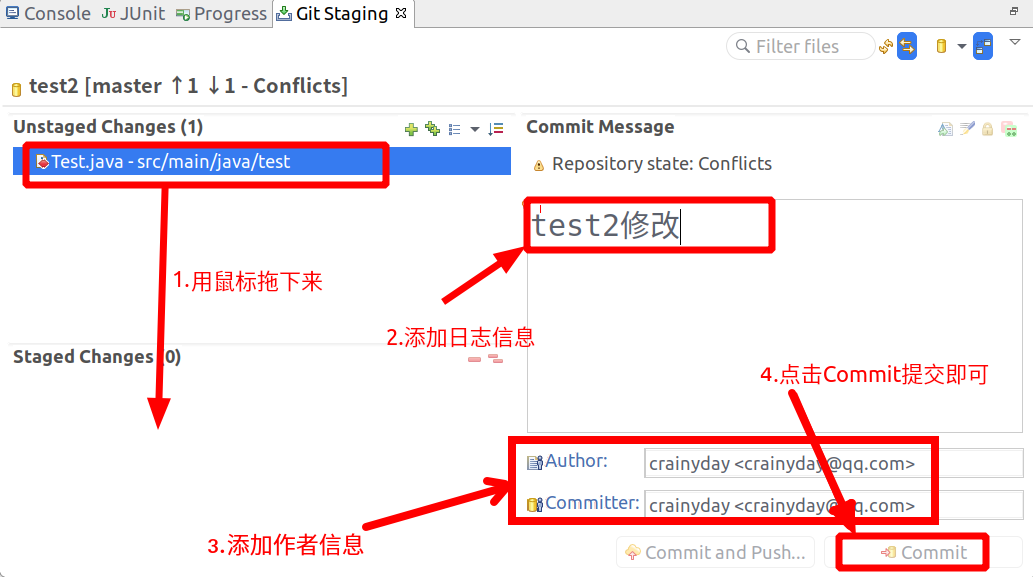 Console JUnit Progress Git Staging
Filter files
test2 [master ↑1 ↓1 - Conflicts]
Unstaged Changes (1)
Test.java - src/main/java/test
1.用鼠标拖下来
Staged Changes (0)
Commit Message
Repository state: Conflicts
test2修改
2.添加日志信息
4.点击Commit提交即可
Author: crainyday <crainyday@qq.com>
Committer: crainyday <crainyday@qq.com>
3.添加作者信息
Commit and Push... Commit